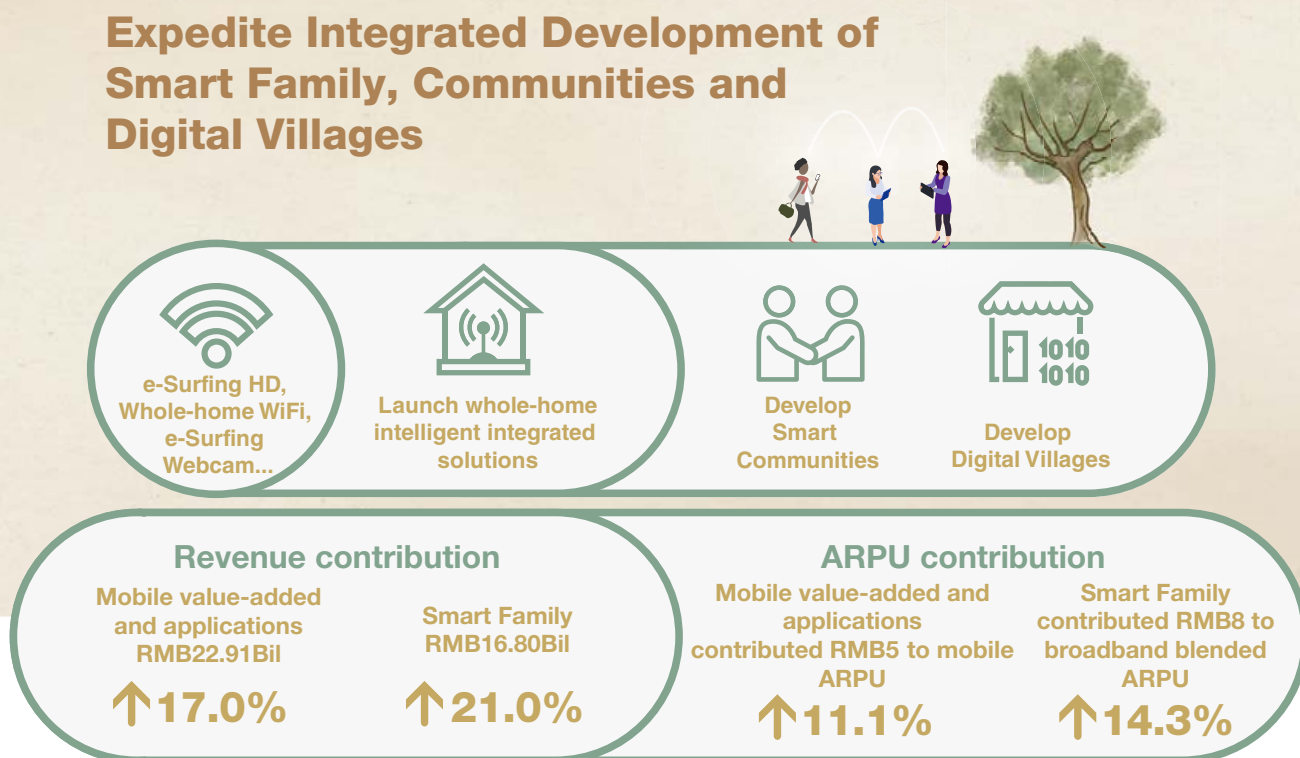 Expedite Integrated Development of
Smart Family, Communities and
Digital Villages
e-Surfing HD,
Whole-home WiFi,
e-Surfing
Webcam...
Launch whole-home
intelligent integrated
solutions
Develop
Smart
Communities
1010
1010
Develop
Digital Villages
Revenue contribution
Mobile value-added
and applications
RMB22.91Bil
↑17.0%
Smart Family
RMB16.80Bil
↑21.0%
ARPU contribution
Mobile value-added and
applications
contributed RMB5 to mobile
ARPU
↑11.1%
Smart Family
contributed RMB8 to
broadband blended
ARPU
↑14.3%